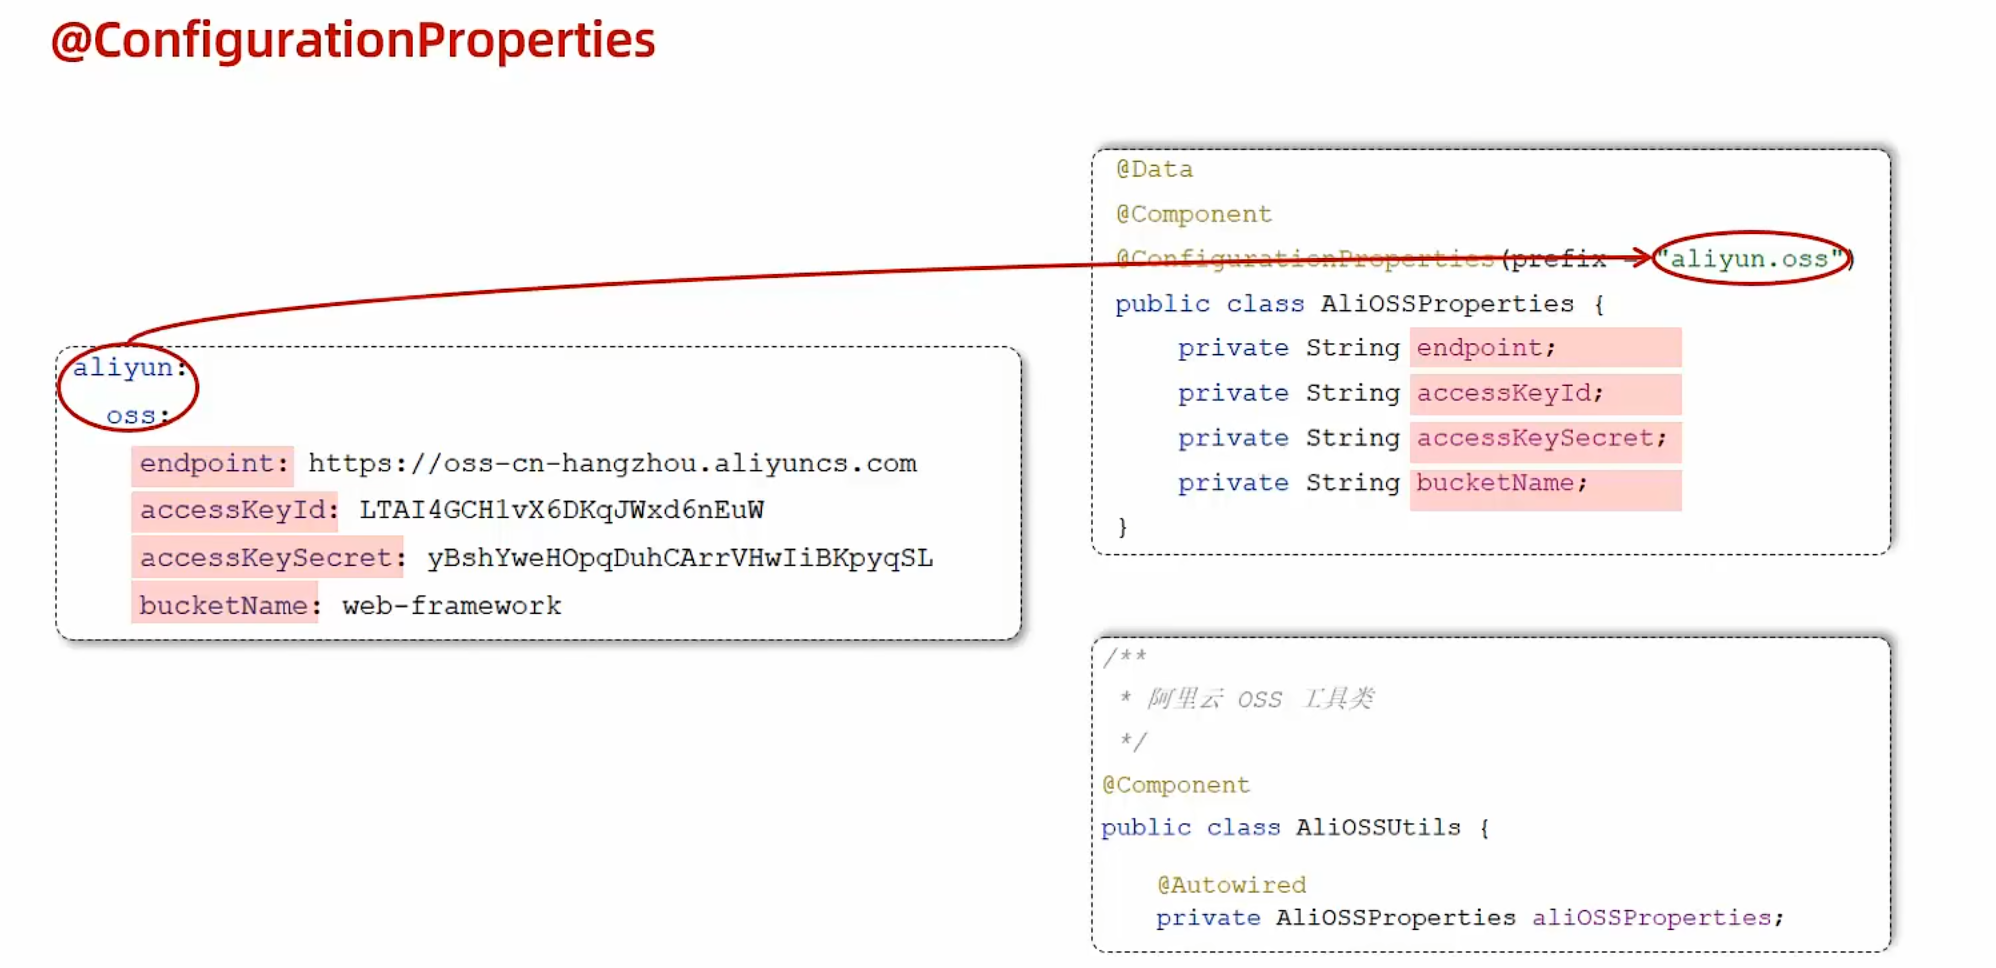 @ConfigurationProperties
aliyun:
oss:
endpoint: https://oss-cn-hangzhou.aliyuncs.com
accessKeyId: LTAI4GCH1vX6DKqJWxd6nEuW
accessKeySecret: yBshYweHOpqDuhCArrVHwIiBKpyqSL
bucketName: web-framework
@Data
@Component
@ConfigurationProperties(prefix = "aliyun.oss")
public class AliOSSProperties {
private String endpoint;
private String accessKeyId;
private String accessKeySecret;
private String bucketName;
}
/**
* 阿里云 OSS 工具类
*/
@Component
public class AliOSSUtils {
@Autowired
private AliOSSProperties aliOSSProperties;